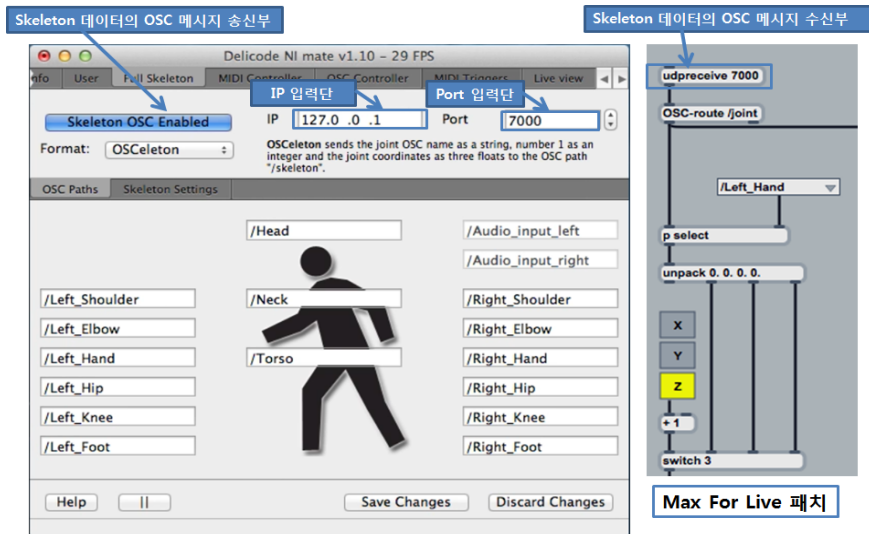 Skeleton 데이터의 OSC 메시지 송신부
Skeleton 데이터의 OSC 메시지 수신부
Delicode NI mate v1.10 – 29 FPS
nfo User Full Skeleton MIDI Controller OSC Controller MIDI Triggers Live view
IP 입력단
Port 입력단
Skeleton OSC Enabled
IP 127.0 .0 .1
Port 7000
Format: OSCeleton
OSCeleton sends the joint OSC name as a string, number 1 as an
integer and the joint coordinates as three floats to the OSC path
"/skeleton".
OSC Paths Skeleton Settings
/Head
/Audio_input_left
/Audio_input_right
/Left_Shoulder
/Neck
/Right_Shoulder
/Left_Elbow
/Right_Elbow
/Left_Hand
/Torso
/Right_Hand
/Left_Hip
/Right_Hip
/Left_Knee
/Right_Knee
/Left_Foot
/Right_Foot
Help
||
Save Changes
Discard Changes
udpreceive 7000
OSC-route /joint
/Left_Hand
p select
unpack 0. 0. 0. 0.
X
Y
Z
+ 1
switch 3
Max For Live 패치